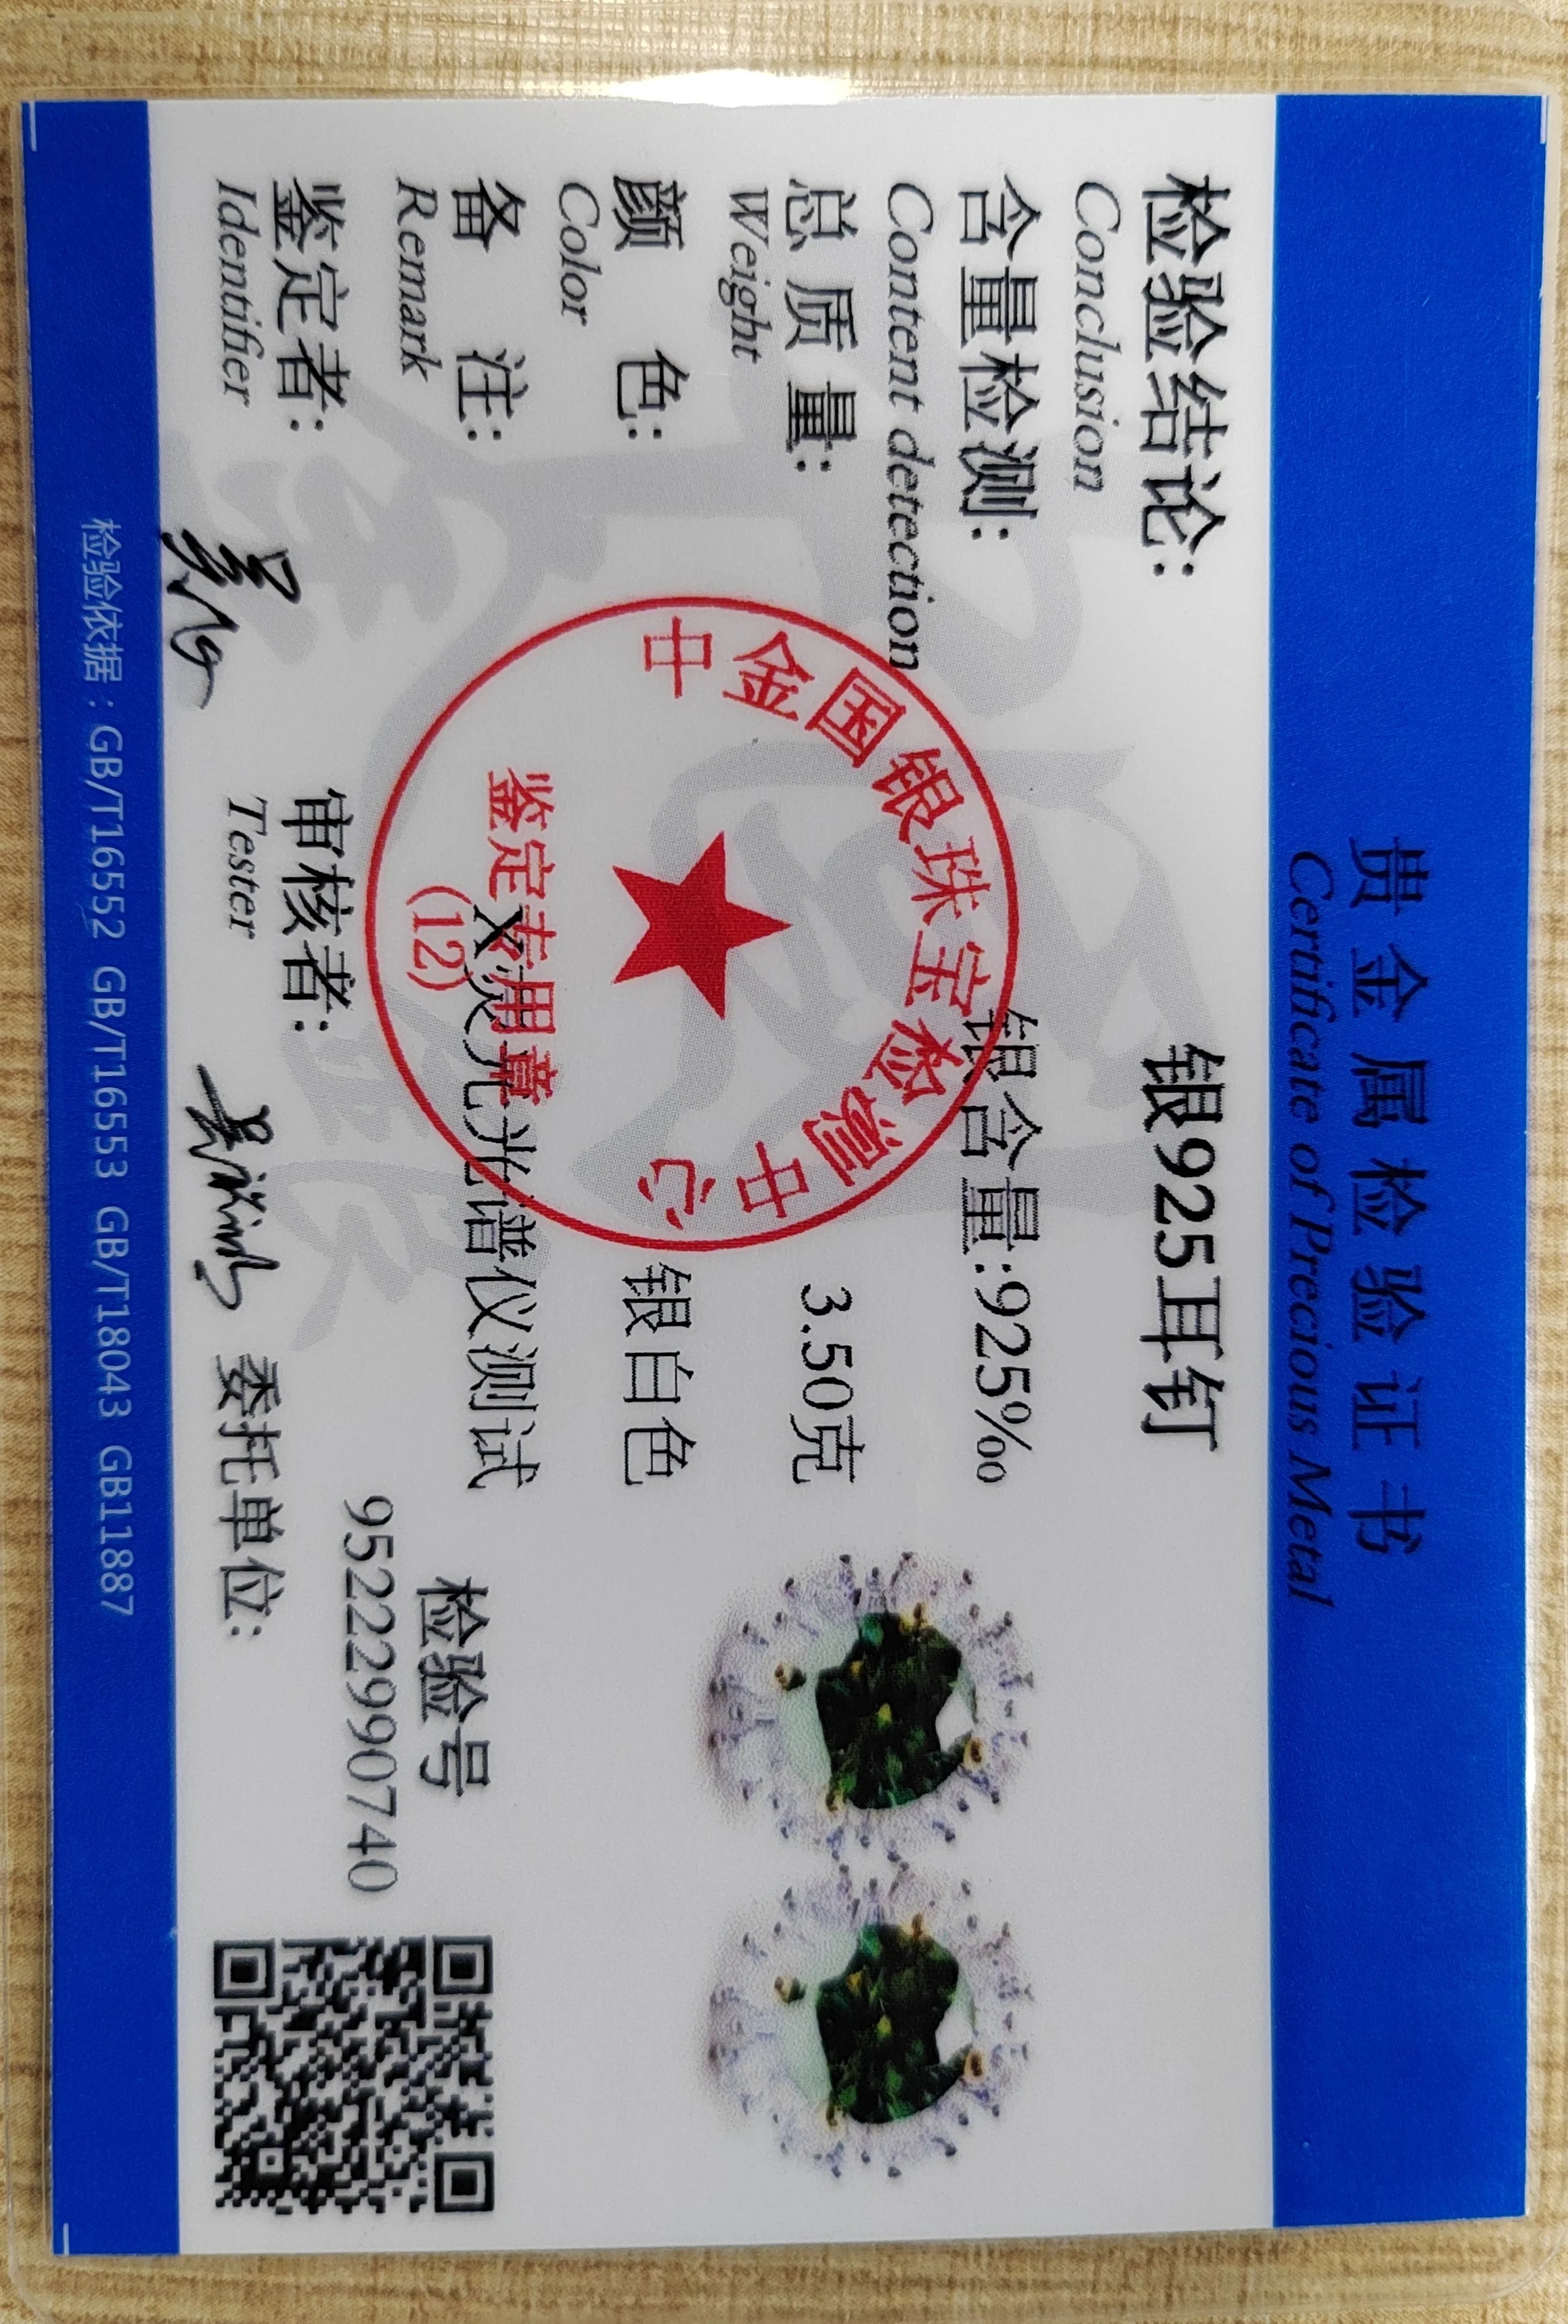 贵金属检验证书
Certificate of Precious Metal
检验结论: 银925耳钉
Conclusion
含量检测: 银含量:925‰
Content detection
总质量: 3.50克
Weight
颜色: 银白色
Color
备注: X荧光光谱仪测试
Remark
中金国银珠宝检测中心
鉴定专用章
(12)
检验号
95222990740
鉴定者: 审核者: 委托单位:
Identifier Tester
检验依据：GB/T16552 GB/T16553 GB/T18043 GB11887